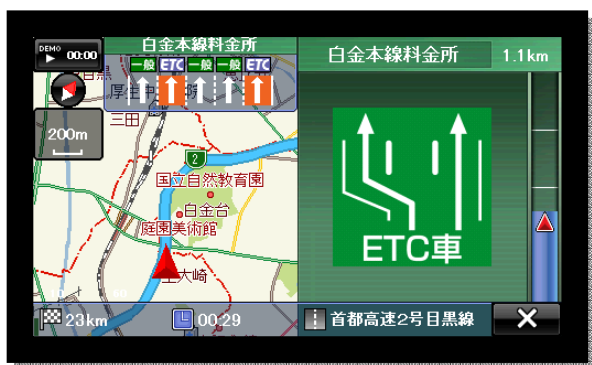 DEMO
00:00
白金本線料金所
一般 ETC 一般 一般 ETC
目黒
三田
200m
2
国立自然教育園
白金台
庭園美術館
上大崎
23km
00:29
白金本線料金所 1.1km
ETC車
首都高速2号目黒線